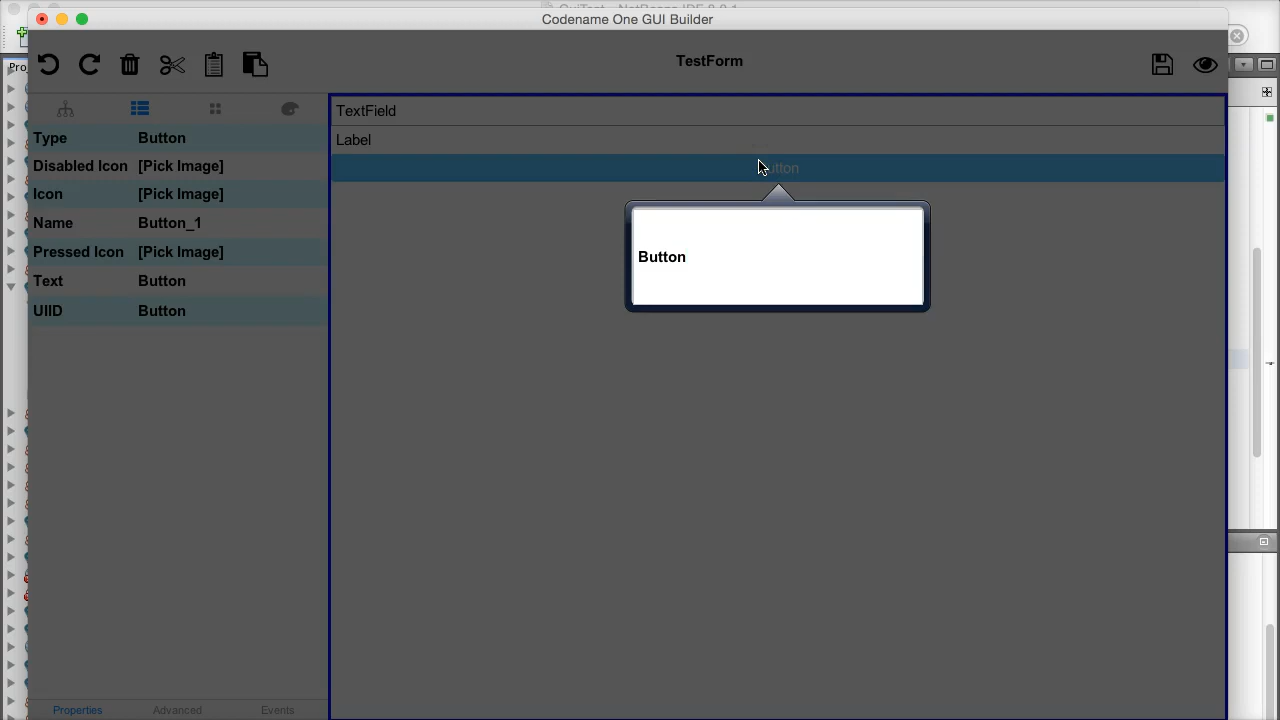 Codename One GUI Builder
TestForm
Type Button
Disabled Icon [Pick Image]
Icon [Pick Image]
Name Button_1
Pressed Icon [Pick Image]
Text Button
UIID Button
Properties Advanced Events
TextField
Label
Button